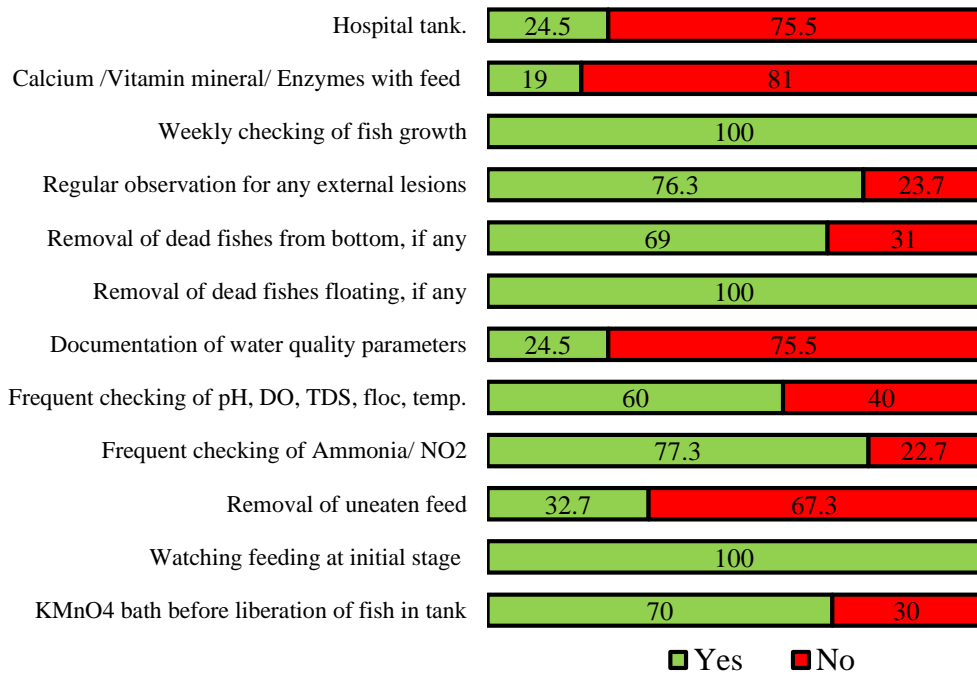 Hospital tank. 24.5 75.5
Calcium /Vitamin mineral/ Enzymes with feed 19 81
Weekly checking of fish growth 100
Regular observation for any external lesions 76.3 23.7
Removal of dead fishes from bottom, if any 69 31
Removal of dead fishes floating, if any 100
Documentation of water quality parameters 24.5 75.5
Frequent checking of pH, DO, TDS, floc, temp. 60 40
Frequent checking of Ammonia/ NO2 77.3 22.7
Removal of uneaten feed 32.7 67.3
Watching feeding at initial stage 100
KMnO4 bath before liberation of fish in tank 70 30
Yes No